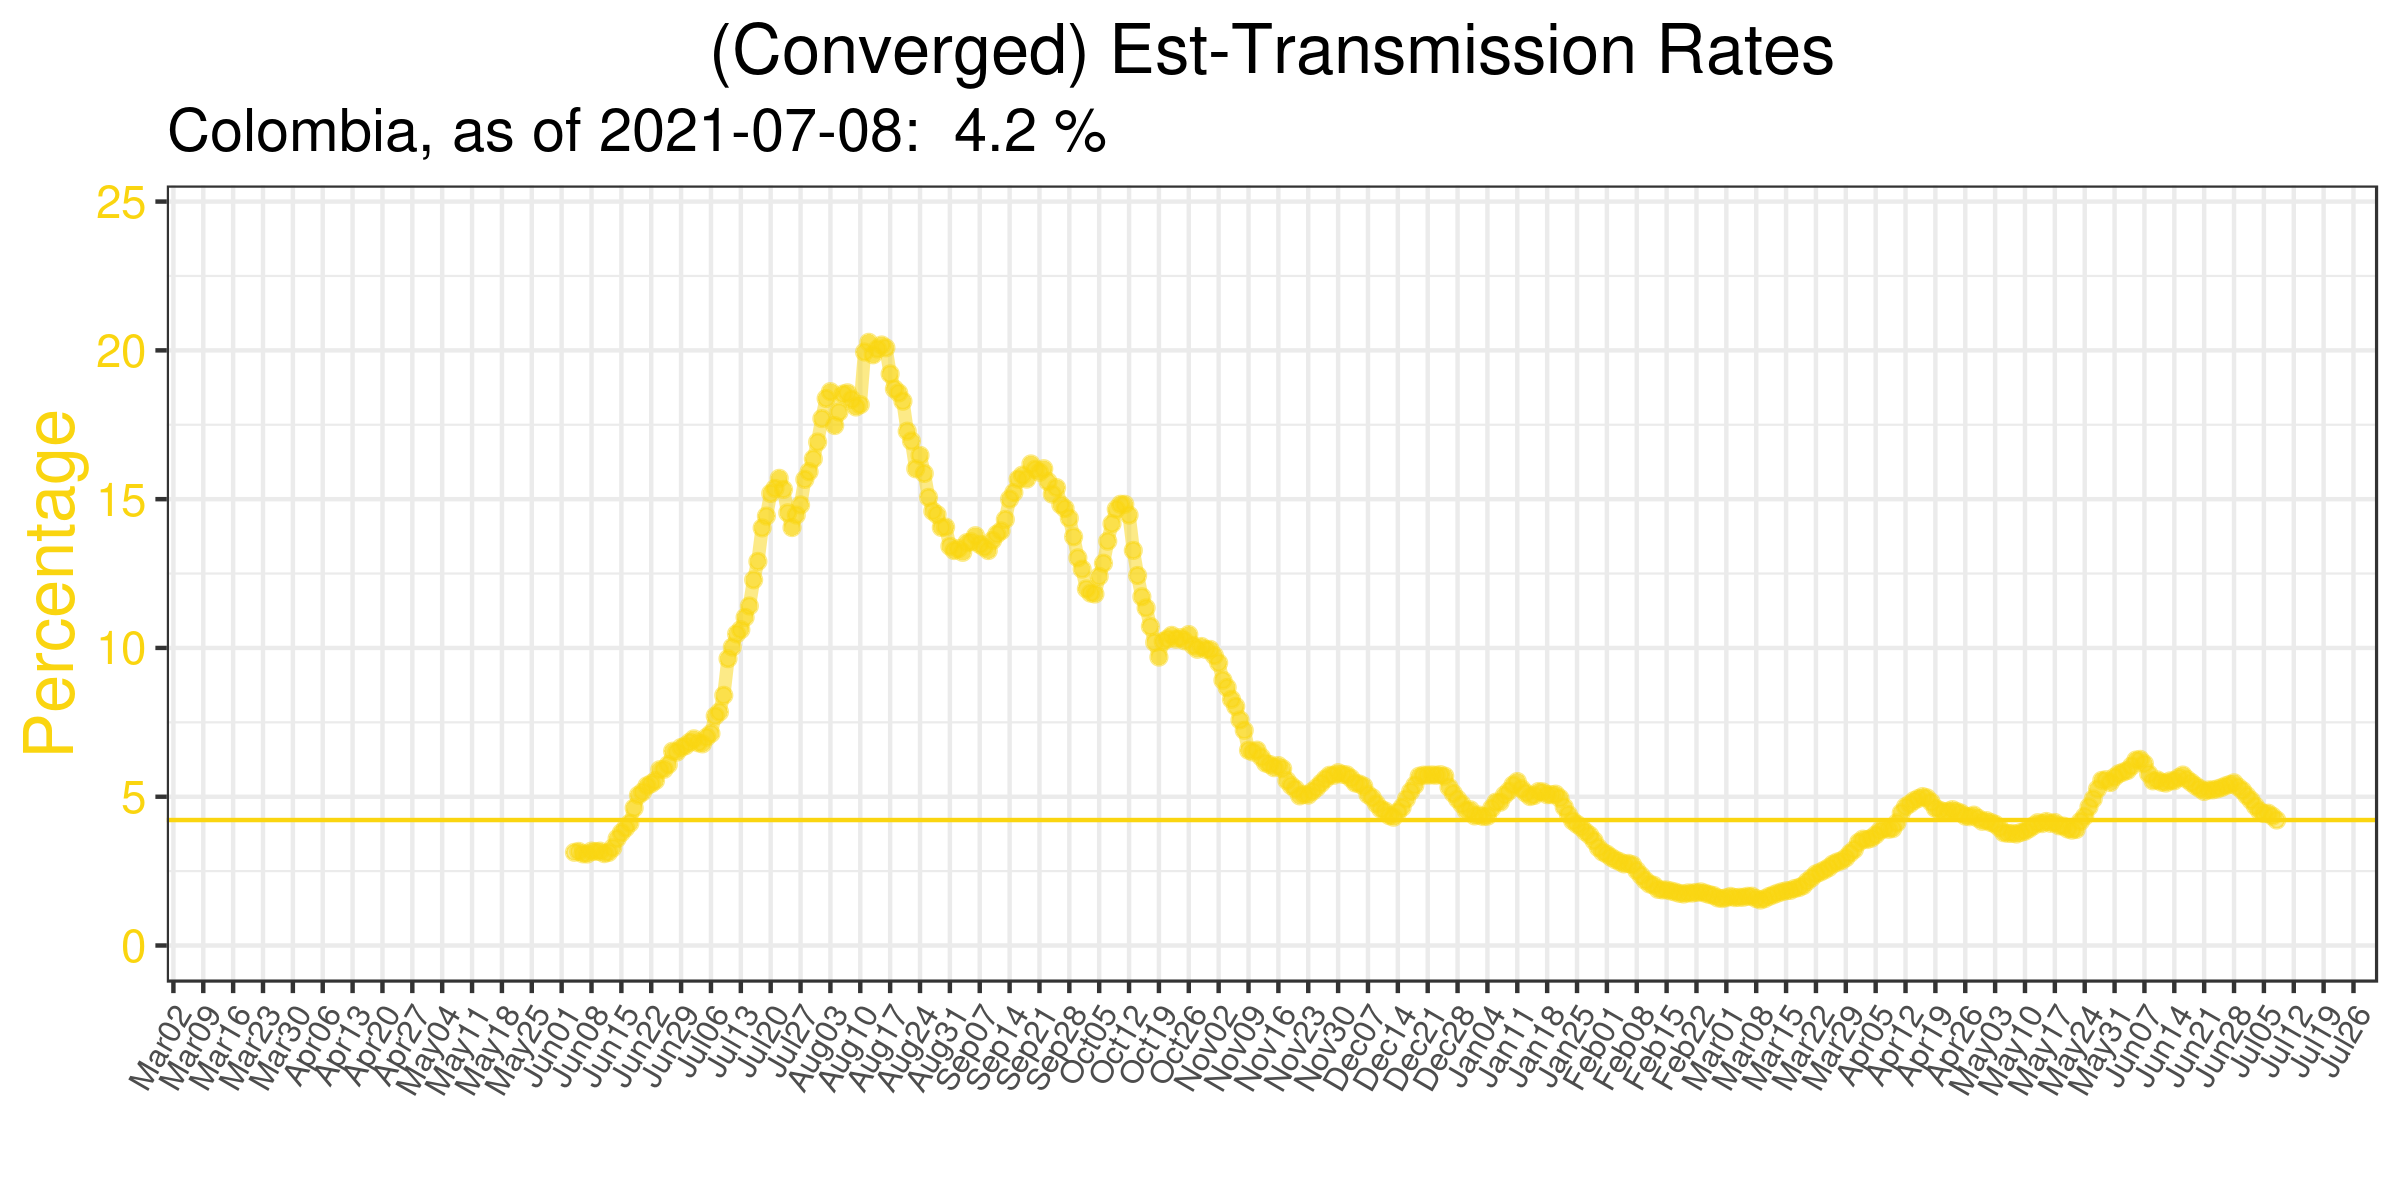 (Converged) Est-Transmission Rates
Colombia, as of 2021-07-08:  4.2 %
Percentage
25
20
15
10
5
0
Mar02
Mar09
Mar16
Mar23
Mar30
Apr06
Apr13
Apr20
Apr27
May04
May11
May18
May25
Jun01
Jun08
Jun15
Jun22
Jun29
Jul06
Jul13
Jul20
Jul27
Aug03
Aug10
Aug17
Aug24
Aug31
Sep07
Sep14
Sep21
Sep28
Oct05
Oct12
Oct19
Oct26
Nov02
Nov09
Nov16
Nov23
Nov30
Dec07
Dec14
Dec21
Dec28
Jan04
Jan11
Jan18
Jan25
Feb01
Feb08
Feb15
Feb22
Mar01
Mar08
Mar15
Mar22
Mar29
Apr05
Apr12
Apr19
Apr26
May03
May10
May17
May24
May31
Jun07
Jun14
Jun21
Jun28
Jul05
Jul12
Jul19
Jul26